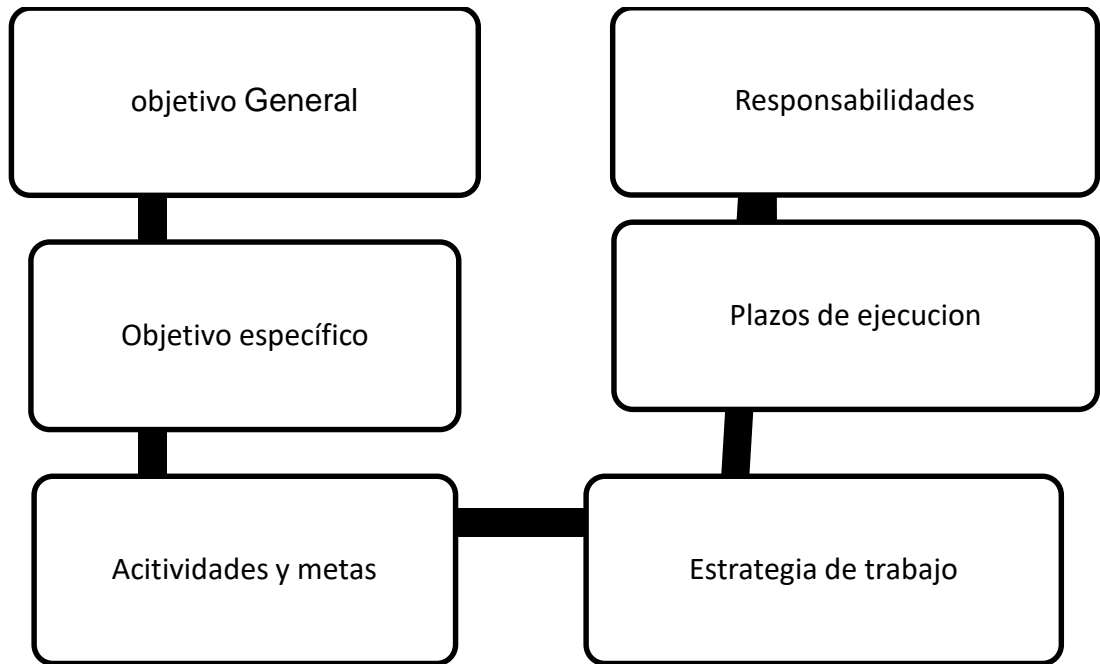 objetivo General
Objetivo específico
Acitividades y metas
Estrategia de trabajo
Plazos de ejecucion
Responsabilidades